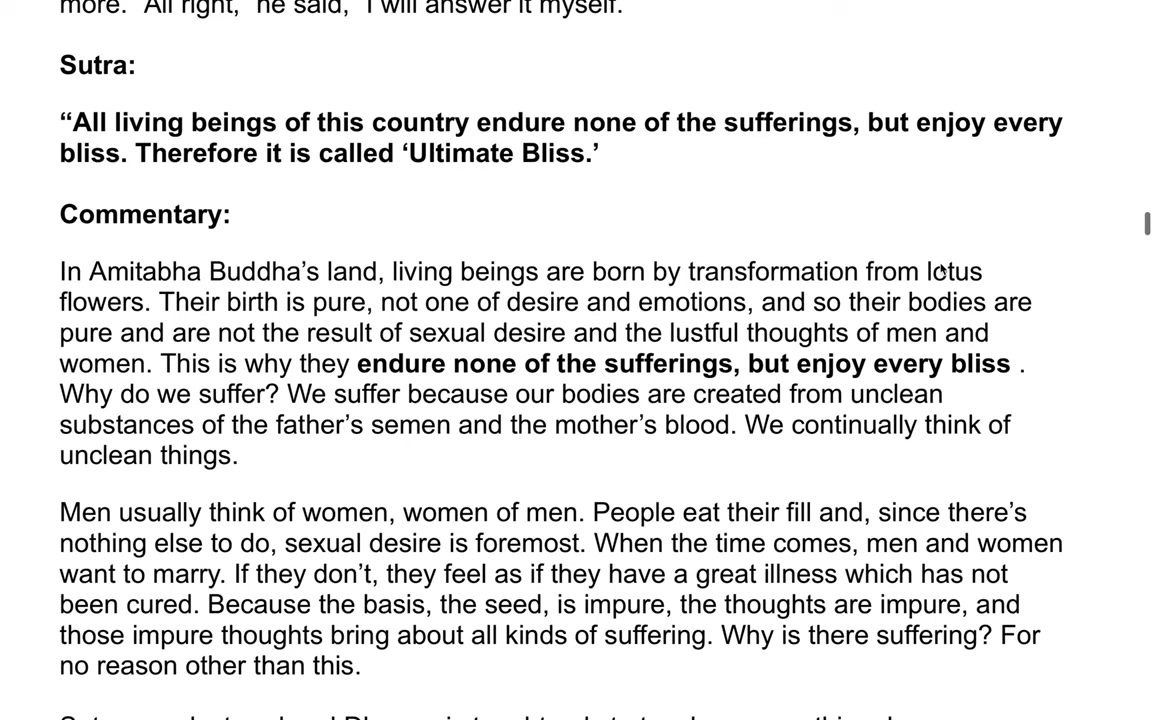 more. “All right,” he said, “I will answer it myself.”
Sutra:
“All living beings of this country endure none of the sufferings, but enjoy every
bliss. Therefore it is called ‘Ultimate Bliss.’
Commentary:
In Amitabha Buddha’s land, living beings are born by transformation from lotus
flowers. Their birth is pure, not one of desire and emotions, and so their bodies are
pure and are not the result of sexual desire and the lustful thoughts of men and
women. This is why they endure none of the sufferings, but enjoy every bliss .
Why do we suffer? We suffer because our bodies are created from unclean
substances of the father’s semen and the mother’s blood. We continually think of
unclean things.
Men usually think of women, women of men. People eat their fill and, since there’s
nothing else to do, sexual desire is foremost. When the time comes, men and women
want to marry. If they don’t, they feel as if they have a great illness which has not
been cured. Because the basis, the seed, is impure, the thoughts are impure, and
those impure thoughts bring about all kinds of suffering. Why is there suffering? For
no reason other than this.